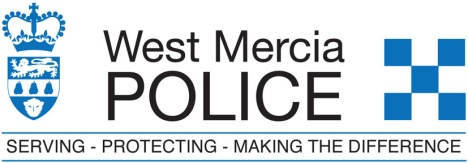 West Mercia
POLICE
SERVING - PROTECTING - MAKING THE DIFFERENCE